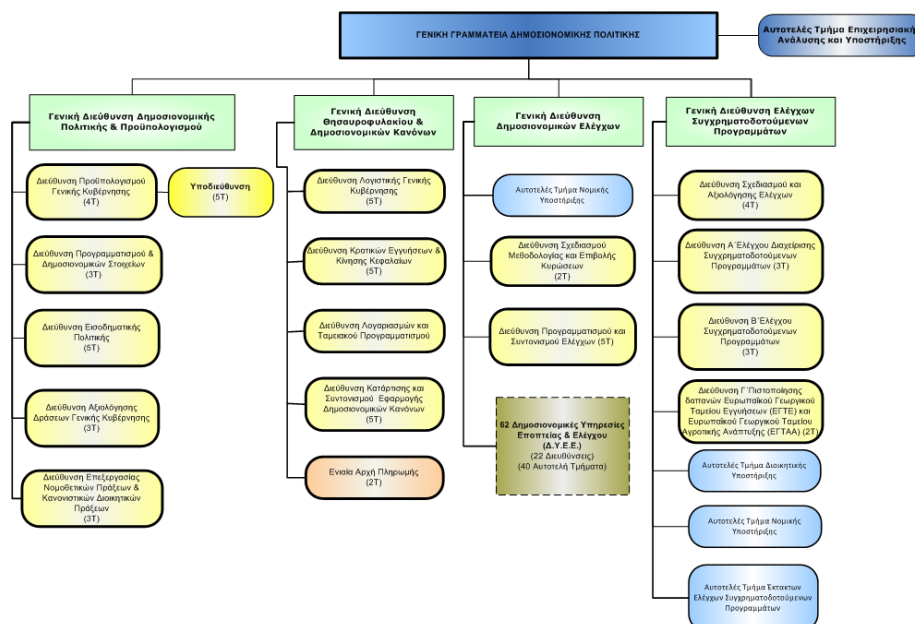 ΓΕΝΙΚΗ ΓΡΑΜΜΑΤΕΙΑ ΔΗΜΟΣΙΟΝΟΜΙΚΗΣ ΠΟΛΙΤΙΚΗΣ
Αυτοτελές Τμήμα Επιχειρησιακή
Ανάλυσης και Υποστήριξης
Γενική Διεύθυνση Δημοσιονομικής
Πολιτικής & Προϋπολογισμού
Διεύθυνση Προϋπολογισμού
Γενικής Κυβέρνησης
(4Τ)
Υποδιεύθυνση
(5Τ)
Διεύθυνση Προγραμματισμού &
Δημοσιονομικών Στοιχείων
(3Τ)
Διεύθυνση Εισοδηματικής
Πολιτικής
(5Τ)
Διεύθυνση Αξιολόγησης
Δράσεων Γενικής Κυβέρνησης
(3Τ)
Διεύθυνση Επεξεργασίας
Νομοθετικών Πράξεων &
Κανονιστικών Διοικητικών
Πράξεων
(3Τ)
Γενική Διεύθυνση
Θησαυροφυλακίου &
Δημοσιονομικών Κανόνων
Διεύθυνση Λογιστικής Γενικής
Κυβέρνησης
(5Τ)
Διεύθυνση Κρατικών Εγγυήσεων &
Κίνησης Κεφαλαίων
(5Τ)
Διεύθυνση Λογαριασμών και
Ταμειακού Προγραμματισμού
Διεύθυνση Κατάρτισης και
Συντονισμού Εφαρμογής
Δημοσιονομικών Κανόνων
(5Τ)
Ενιαία Αρχή Πληρωμής
(2Τ)
Γενική Διεύθυνση
Δημοσιονομικών Ελέγχων
Αυτοτελές Τμήμα Νομικής
Υποστήριξης
Διεύθυνση Σχεδιασμού
Μεθοδολογίας και Επιβολής
Κυρώσεων
(2Τ)
Διεύθυνση Προγραμματισμού και
Συντονισμού Ελέγχων (5Τ)
62 Δημοσιονομικές Υπηρεσίες
Εποπτείας & Ελέγχου
(Δ.Υ.Ε.Ε.)
(22 Διευθύνσεις)
(40 Αυτοτελή Τμήματα)
Γενική Διεύθυνση Ελέγχων
Συγχρηματοδοτούμενων
Προγραμμάτων
Διεύθυνση Σχεδιασμού και
Αξιολόγησης Ελέγχων
(4Τ)
Διεύθυνση Α΄Ελέγχου Διαχείρισης
Συγχρηματοδοτούμενων
Προγραμμάτων (3Τ)
Διεύθυνση Β΄Ελέγχου
Συγχρηματοδοτούμενων
Προγραμμάτων
(3Τ)
Διεύθυνση Γ΄Πιστοποίησης
δαπανών Ευρωπαϊκού Γεωργικού
Ταμείου Εγγυήσεων (ΕΓΤΕ) και
Ευρωπαϊκού Γεωργικού Ταμείου
Αγροτικής Ανάπτυξης (ΕΓΤΑΑ) (2Τ)
Αυτοτελές Τμήμα Διοικητικής
Υποστήριξης
Αυτοτελές Τμήμα Νομικής
Υποστήριξης
Αυτοτελές Τμήμα Έκτακτων
Ελέγχων Συγχρηματοδοτούμενων
Προγραμμάτων